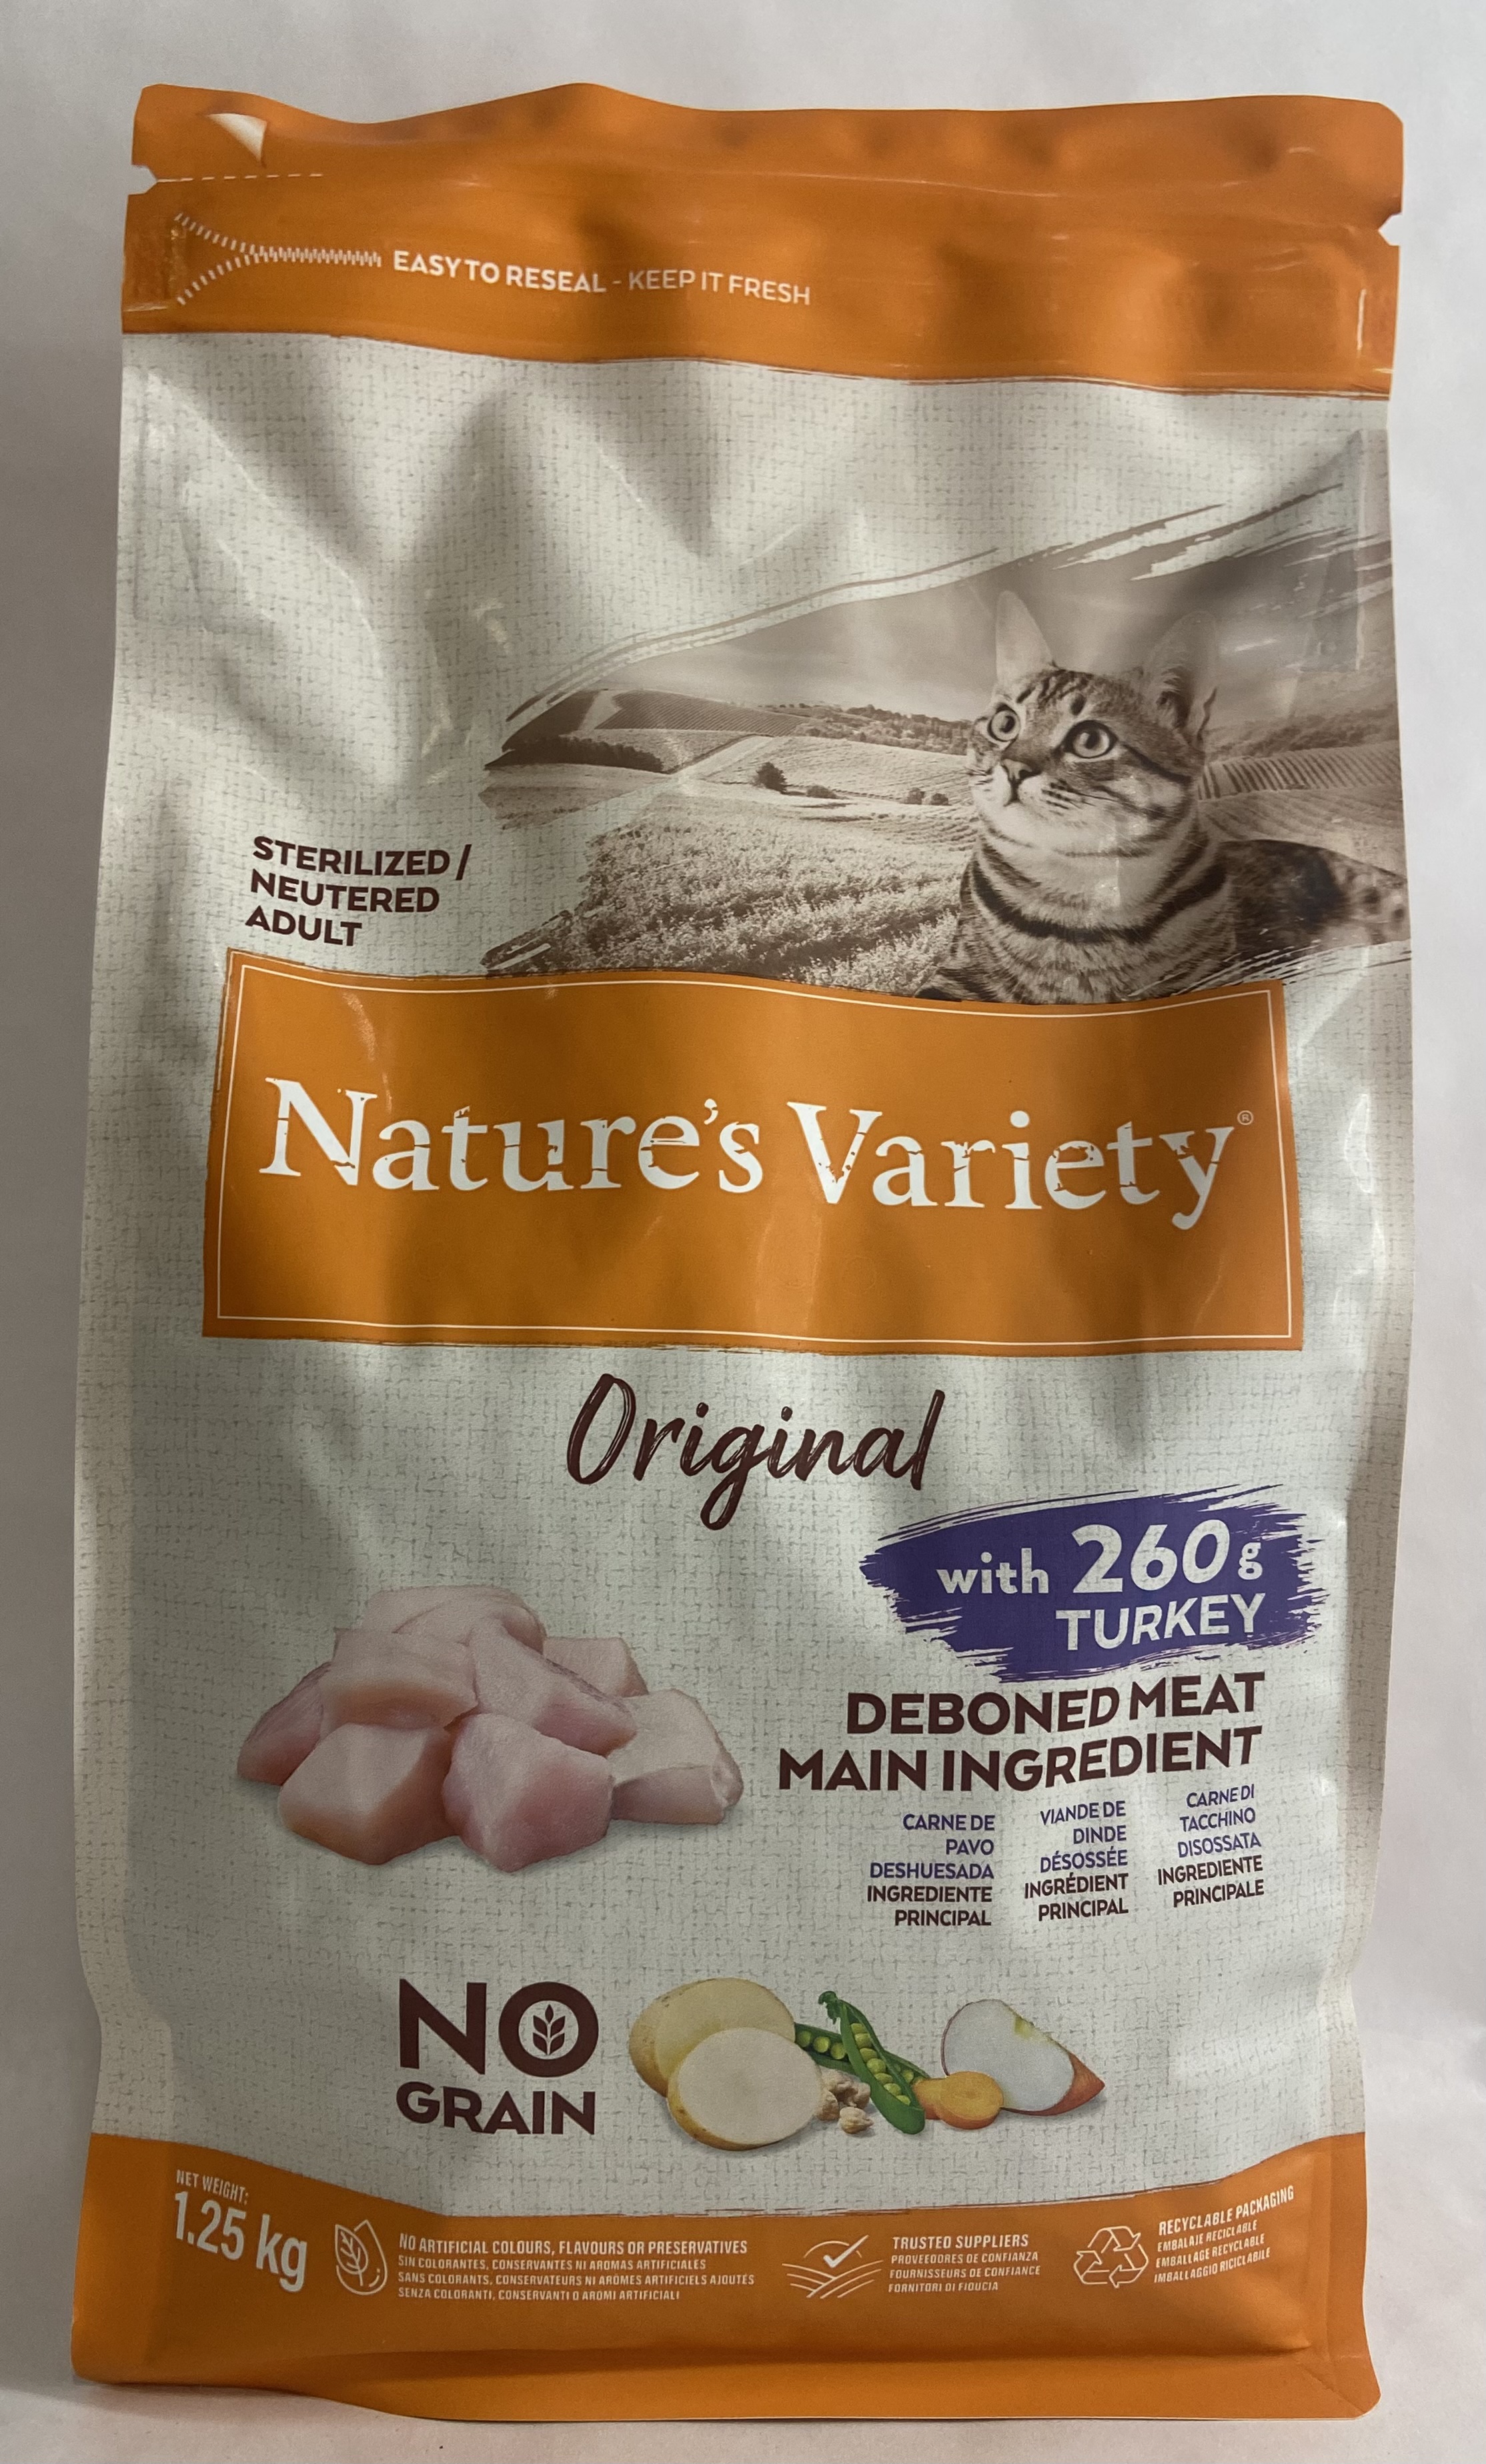 EASY TO RESEAL - KEEP IT FRESH
STERILIZED /
NEUTERED
ADULT
Nature's Variety®
Original
with 260g
TURKEY
DEBONED MEAT
MAIN INGREDIENT
CARNE DE
PAVO
DESHUESADA
INGREDIENTE
PRINCIPAL
VIANDE DE
DINDE
DÉSOSSÉE
INGRÉDIENT
PRINCIPAL
CARNE DI
TACCHINO
DISOSSATA
INGREDIENTE
PRINCIPALE
NO
GRAIN
NET WEIGHT:
1.25 kg
NO ARTIFICIAL COLOURS, FLAVOURS OR PRESERVATIVES
SIN COLORANTES, CONSERVANTES NI AROMAS ARTIFICIALES
SANS COLORANTS, CONSERVATEURS NI ARÔMES ARTIFICIELS AJOUTÉS
SENZA COLORANTI, CONSERVANTI O AROMI ARTIFICIALI
TRUSTED SUPPLIERS
PROVEEDORES DE CONFIANZA
FOURNISSEURS DE CONFIANCE
FORNITORI DI FIDUCIA
RECYCLABLE PACKAGING
EMBALAJE RECICLABLE
EMBALLAGE RECYCLABLE
IMBALLAGGIO RICICLABILE